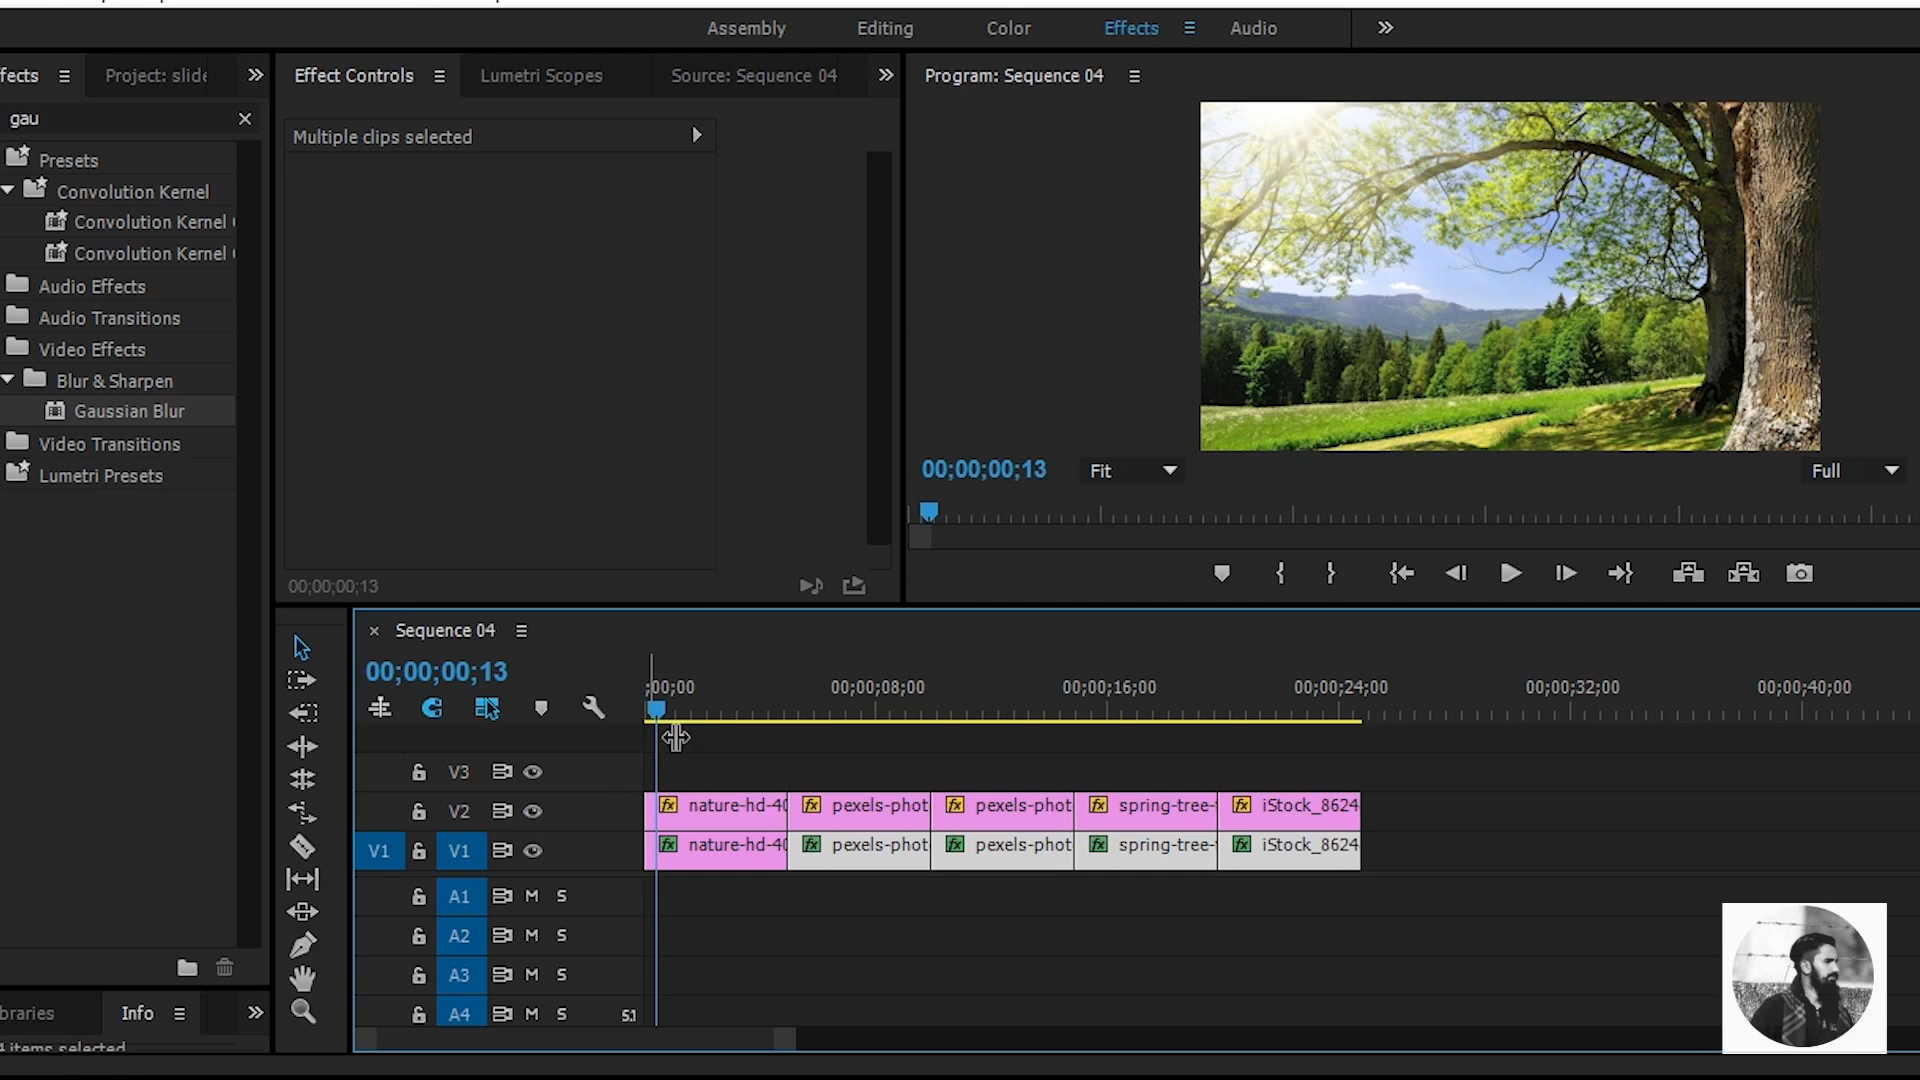 Assembly
Editing
Color
Effects
Audio
fects
Project: slide
Effect Controls
Lumetri Scopes
Source: Sequence 04
Program: Sequence 04
gau
Multiple clips selected
Presets
Convolution Kernel
Convolution Kernel
Convolution Kernel
Audio Effects
Audio Transitions
Video Effects
Blur & Sharpen
Gaussian Blur
Video Transitions
Lumetri Presets
00;00;00;13
Fit
Full
00;00;00;13
Sequence 04
00;00;00;13
;00;00
00;00;08;00
00;00;16;00
00;00;24;00
00;00;32;00
00;00;40;00
V3
V2
fx nature-hd-40
fx pexels-phot
fx pexels-phot
fx spring-tree-
fx iStock_8624
V1
V1
fx nature-hd-40
fx pexels-phot
fx pexels-phot
fx spring-tree-
fx iStock_8624
A1 M S
A2 M S
A3 M S
A4 M S 5.1
braries
Info
4 items selected